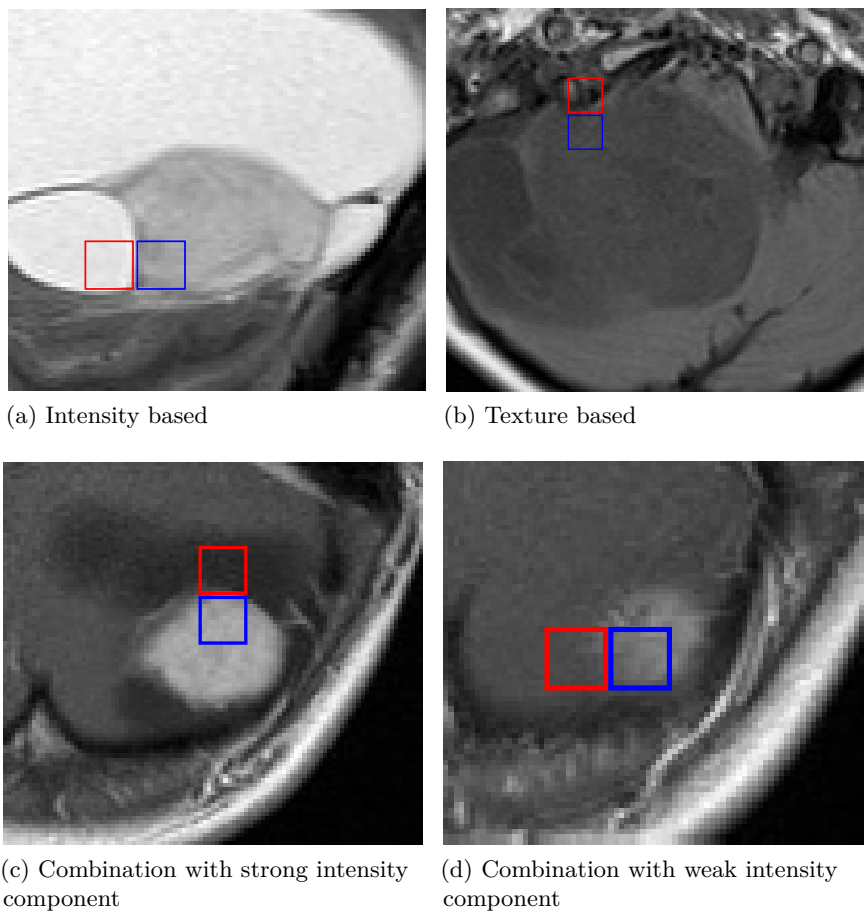 (a) Intensity based
(b) Texture based
(c) Combination with strong intensity
component
(d) Combination with weak intensity
component